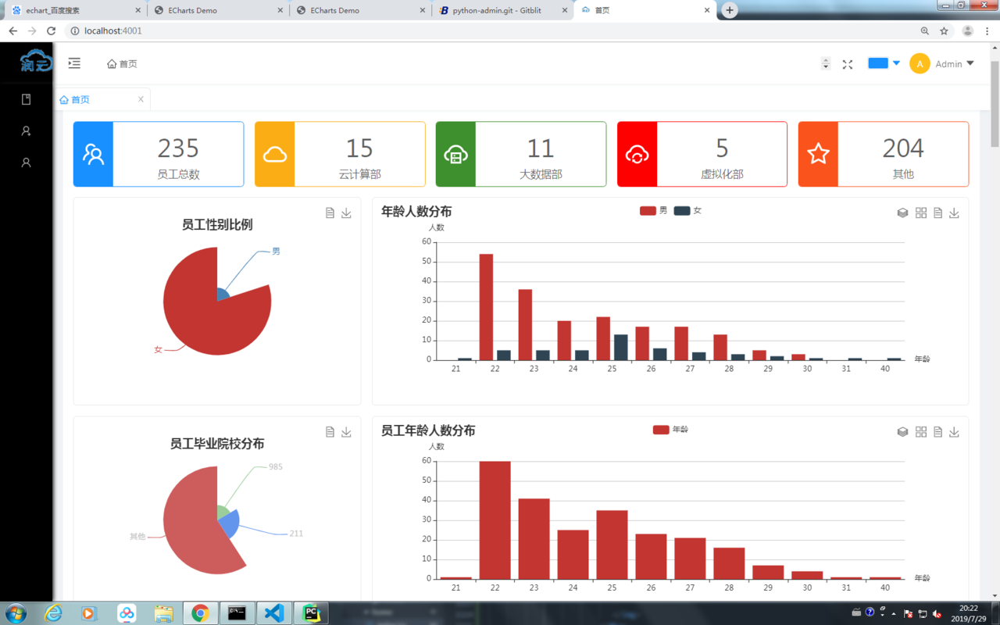 echart_百度搜索
ECharts Demo
ECharts Demo
python-admin.git - Gitblit
首页
localhost:4001
润云
首页
A
Admin
首页
235
员工总数
15
云计算部
11
大数据部
5
虚拟化部
204
其他
员工性别比例
男
女
年龄人数分布
男
女
人数
60
50
40
30
20
10
0
21 22 23 24 25 26 27 28 29 30 31 40
年龄
员工毕业院校分布
985
211
其他
员工年龄人数分布
年龄
人数
60
50
40
30
20
10
0
21 22 23 24 25 26 27 28 29 30 31 40
年龄
20:22
2019/7/29